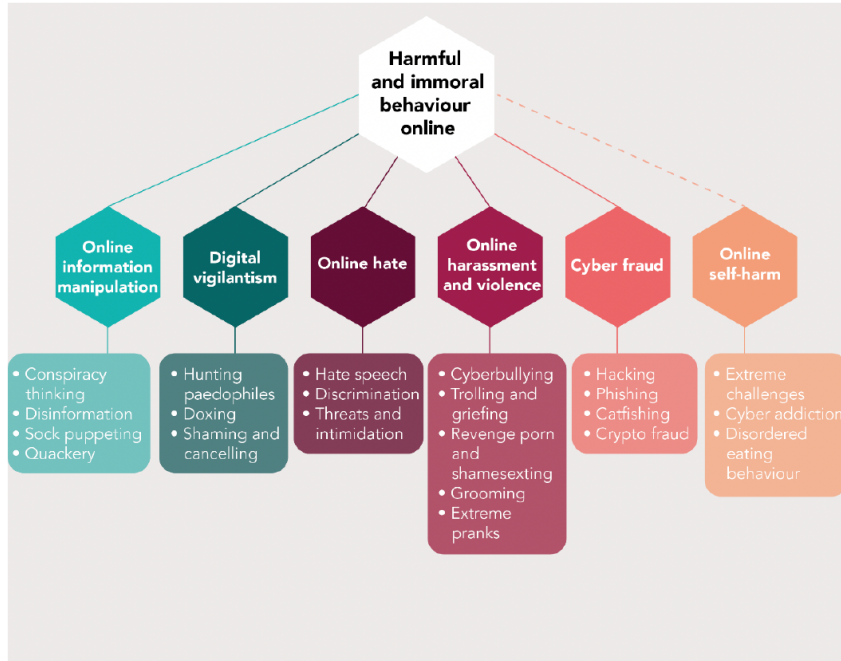 Harmful
and immoral
behaviour
online
Online
information
manipulation
Digital
vigilantism
Online hate
Online
harassment
and violence
Cyber fraud
Online
self-harm
• Conspiracy
thinking
• Disinformation
• Sock puppeting
• Quackery
• Hunting
paedophiles
• Doxing
• Shaming and
cancelling
• Hate speech
• Discrimination
• Threats and
intimidation
• Cyberbullying
• Trolling and
griefing
• Revenge porn
and
shamesexting
• Grooming
• Extreme
pranks
• Hacking
• Phishing
• Catfishing
• Crypto fraud
• Extreme
challenges
• Cyber addiction
• Disordered
eating
behaviour